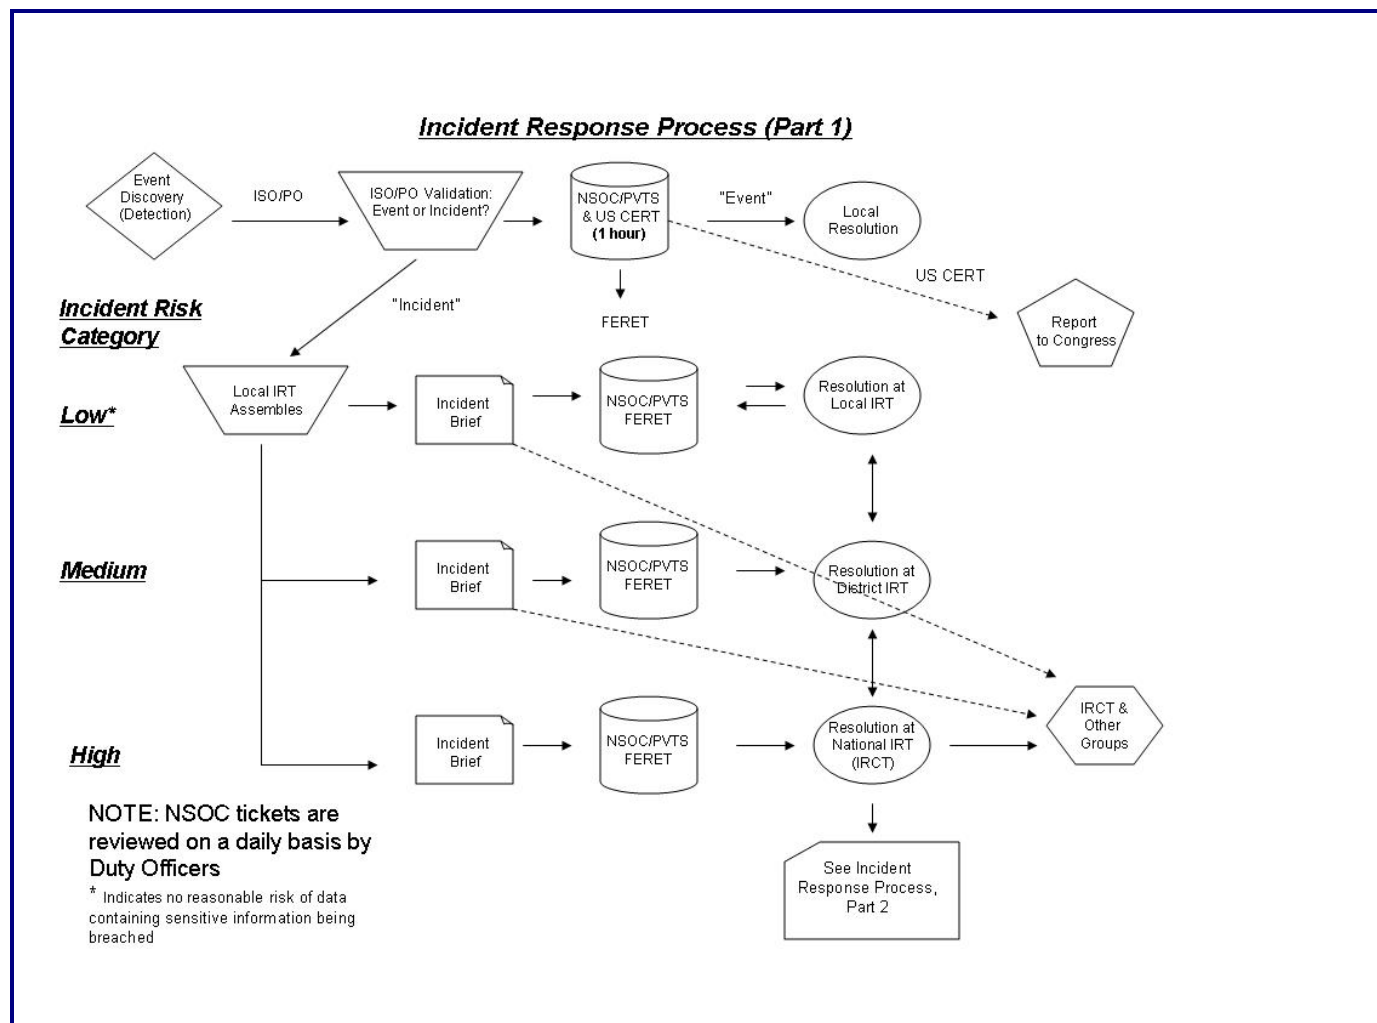 Incident Response Process (Part 1)
Event
Discovery
(Detection)
ISO/PO
ISO/PO Validation:
Event or Incident?
NSOC/PVTS
& US CERT
(1 hour)
"Event"
Local
Resolution
US CERT
Report
to Congress
"Incident"
FERET
Incident Risk
Category
Low*
Local IRT
Assembles
Incident
Brief
NSOC/PVTS
FERET
Resolution at
Local IRT
Medium
Incident
Brief
NSOC/PVTS
FERET
Resolution at
District IRT
High
Incident
Brief
NSOC/PVTS
FERET
Resolution at
National IRT
(IRCT)
IRCT &
Other
Groups
NOTE: NSOC tickets are
reviewed on a daily basis by
Duty Officers
* Indicates no reasonable risk of data
containing sensitive information being
breached
See Incident
Response Process,
Part 2